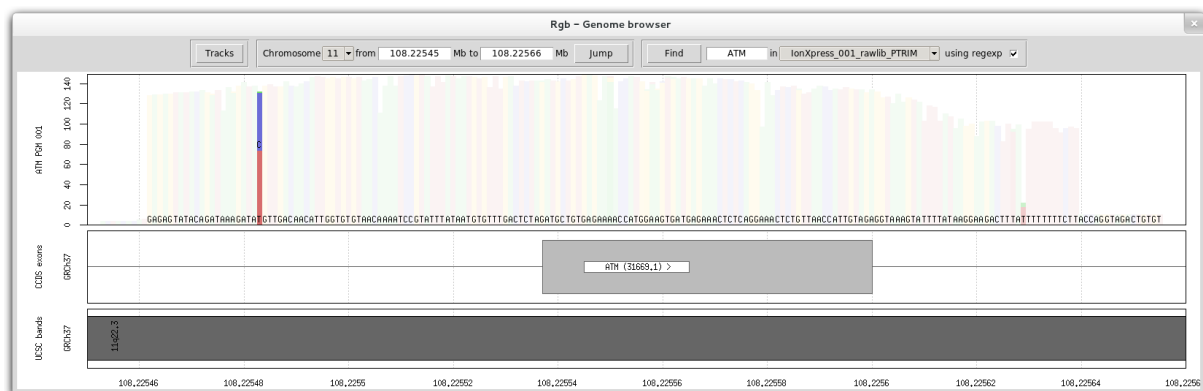 Rgb - Genome browser
Tracks Chromosome 11 from 108.22545 Mb to 108.22566 Mb Jump Find ATM in IonXpress_001_rawlib_PTRIM using regexp
ATM PGM 001
140
120
100
80
60
40
20
0
C
GAGAGTATACAGATAAAGATATGTTGACAACATTGGTGTGTAACAAAATCCGTATTTATAATGTGTTTGACTCTAGATGCTGTGAGAAAACCATGGAAGTGATGAGAAACTCTCAGGAAACTCTGTTAACCATTGTAGAGGTAAAGTATTTTATAAGGAAGACTTTATTTTTTTTCTTACCAGGTAGACTGTGT
CCDS exons
GRCh37
ATM (31669.1) >
UCSC bands
GRCh37
11q22.3
108.22546 108.22548 108.2255 108.22552 108.22554 108.22556 108.22558 108.2256 108.22562 108.22564